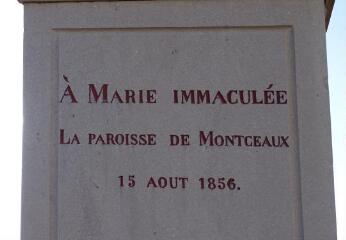 À MARIE IMMACULÉE
LA PAROISSE DE MONTCEAUX
15 AOUT 1856.